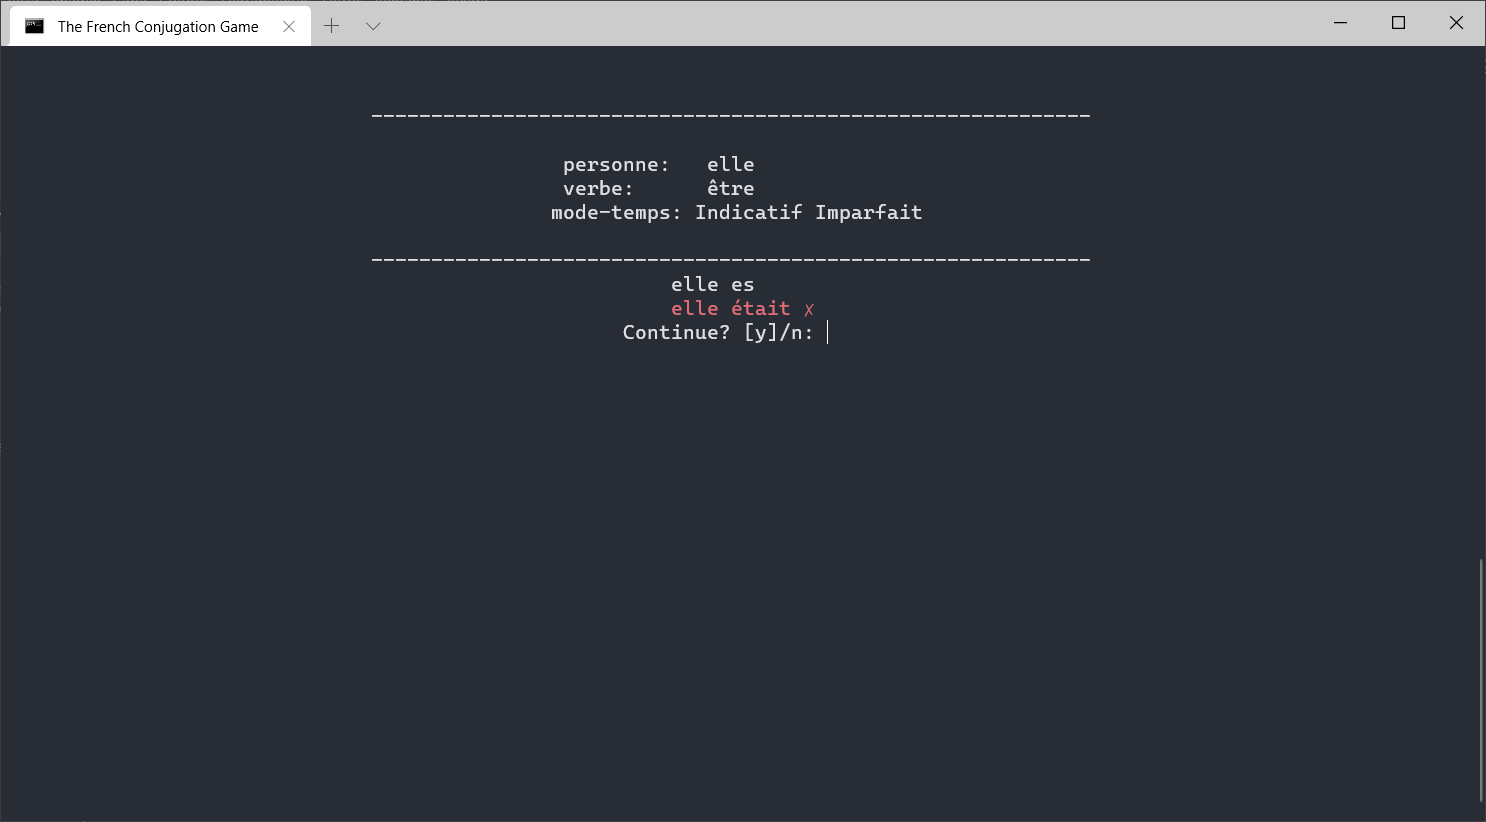 The French Conjugation Game
------------------------------------------------------------
personne: elle
verbe: être
mode-temps: Indicatif Imparfait
------------------------------------------------------------
elle es
elle était ✗
Continue? [y]/n: